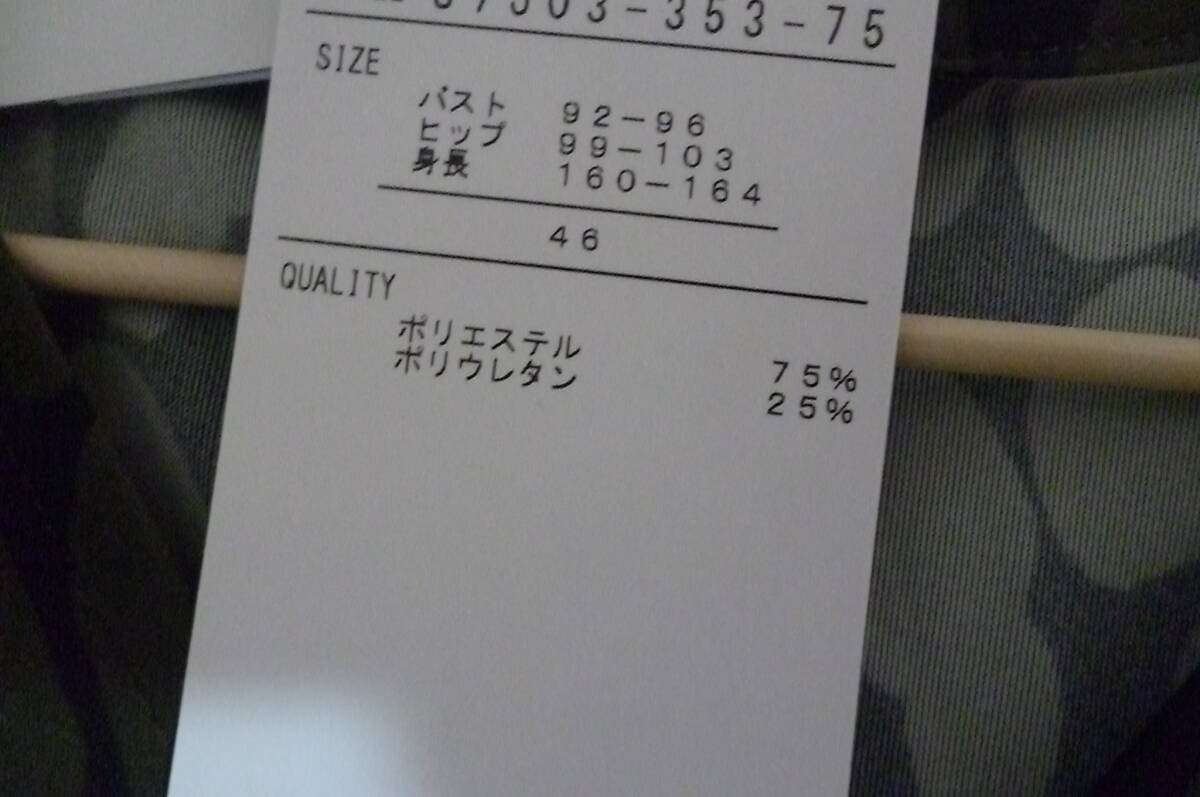 -353-75
SIZE
バスト 92-96
ヒップ 99-103
身長 160-164
46
QUALITY
ポリエステル 75%
ポリウレタン 25%